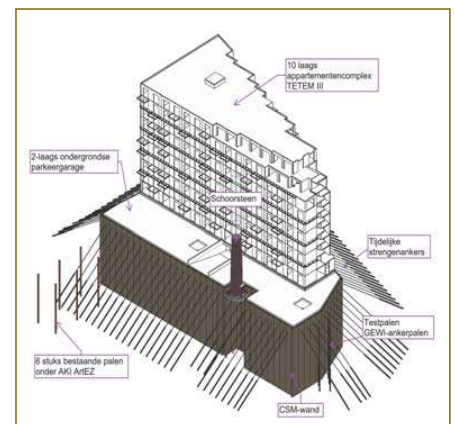 10 laags
appartementencomplex
TETEM III
2-laags ondergrondse
parkeergarage
Schoorsteen
Tijdelijke
strengenankers
Testpalen
GEWI-ankerpalen
6 stuks bestaande palen
onder AKI ArtEZ
CSM-wand